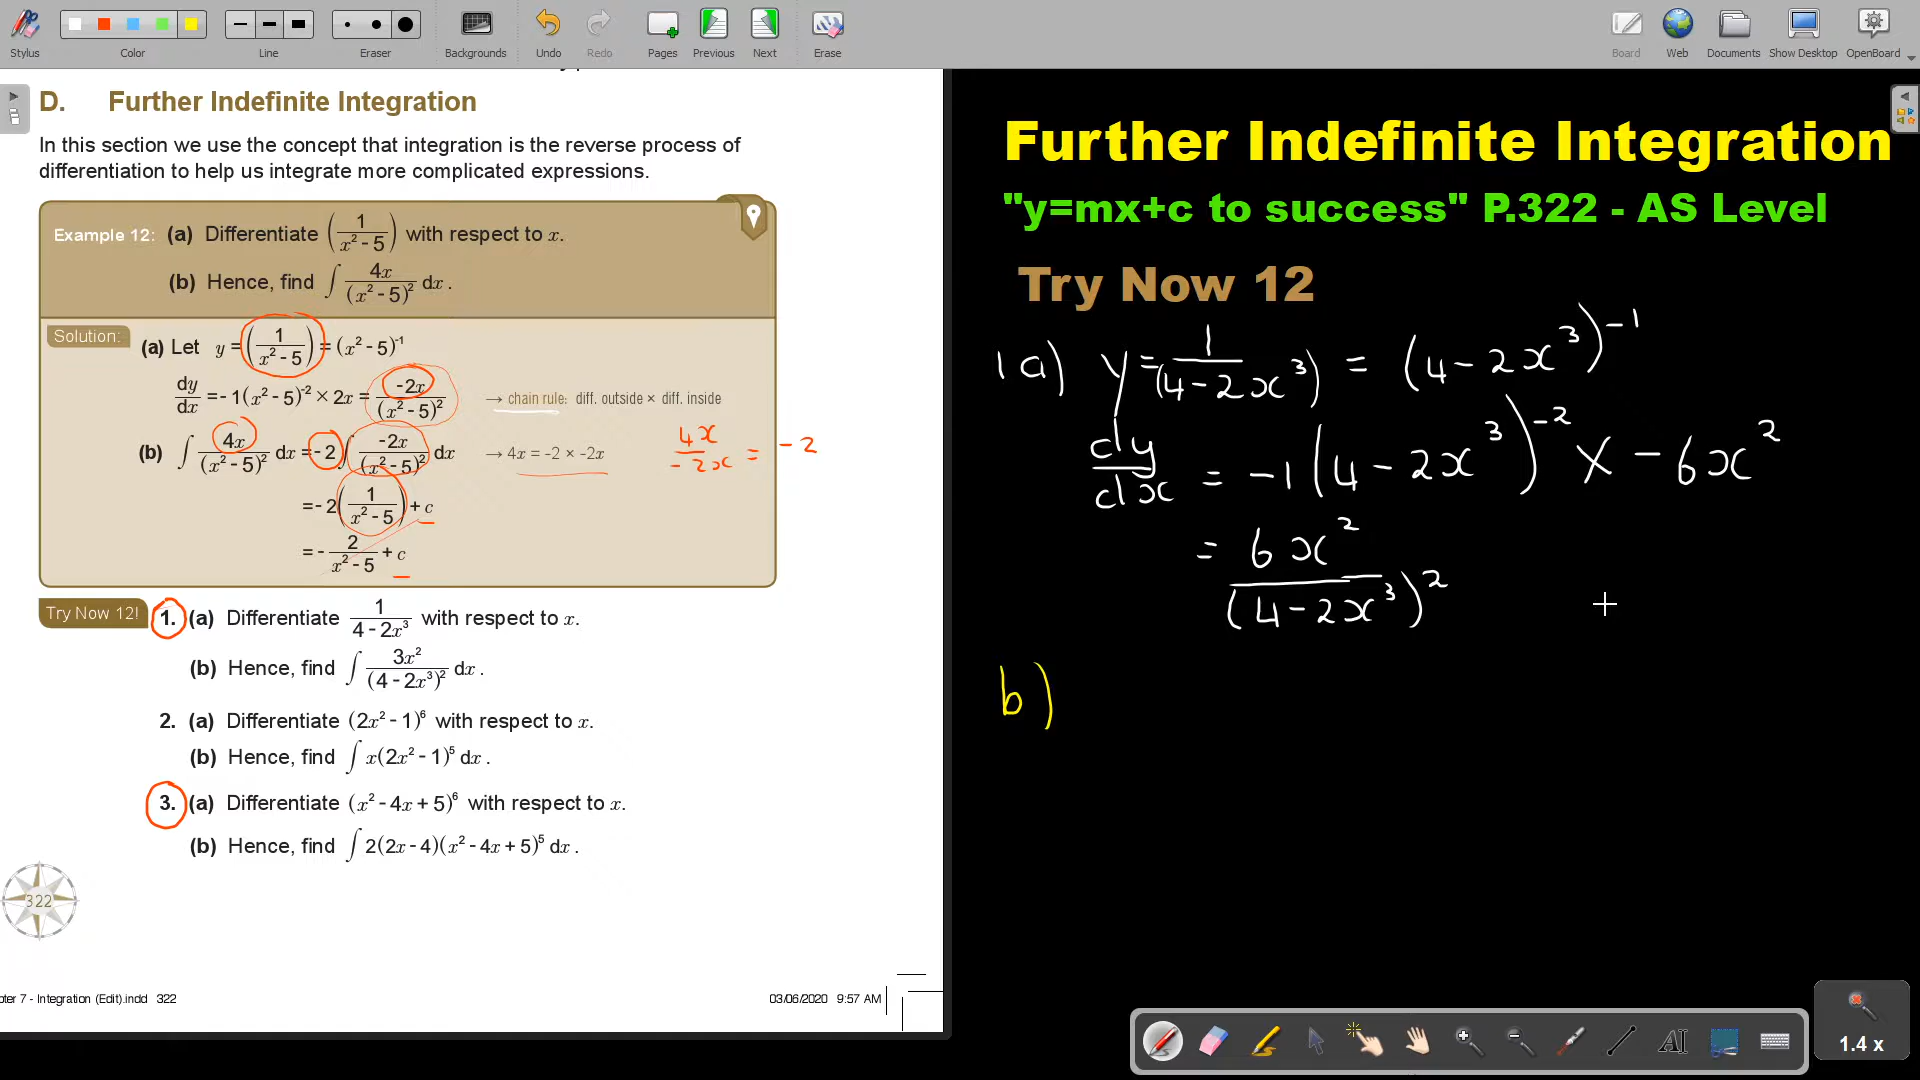 Stylus Color Line Eraser Backgrounds Undo Redo Pages Previous Next Erase Board Web Documents Show Desktop OpenBoard
D. Further Indefinite Integration
In this section we use the concept that integration is the reverse process of
differentiation to help us integrate more complicated expressions.
Example 12: (a) Differentiate (1/(x² - 5)) with respect to x.
(b) Hence, find ∫ 4x/(x² - 5)² dx.
Solution:
(a) Let y = (1/(x² - 5)) = (x² - 5)⁻¹
dy/dx = - 1(x² - 5)⁻² × 2x = -2x/(x² - 5)² → chain rule: diff. outside × diff. inside
(b) ∫ 4x/(x² - 5)² dx = - 2 ∫ -2x/(x² - 5)² dx → 4x = -2 × -2x
4x/-2x = -2
= - 2(1/(x² - 5)) + c
= - 2/(x² - 5) + c
Try Now 12!
1. (a) Differentiate 1/(4 - 2x³) with respect to x.
(b) Hence, find ∫ 3x²/(4 - 2x³)² dx.
2. (a) Differentiate (2x² - 1)⁶ with respect to x.
(b) Hence, find ∫ x(2x² - 1)⁵ dx.
3. (a) Differentiate (x² - 4x + 5)⁶ with respect to x.
(b) Hence, find ∫ 2(2x - 4)(x² - 4x + 5)⁵ dx.
322
pter 7 - Integration (Edit).indd 322
03/06/2020 9:57 AM
Further Indefinite Integration
"y=mx+c to success" P.322 - AS Level
Try Now 12
1a) y = 1/(4-2x³) = (4-2x³)⁻¹
dy/dx = -1(4-2x³)⁻² × -6x²
= 6x²/(4-2x³)²
b)
1.4 x